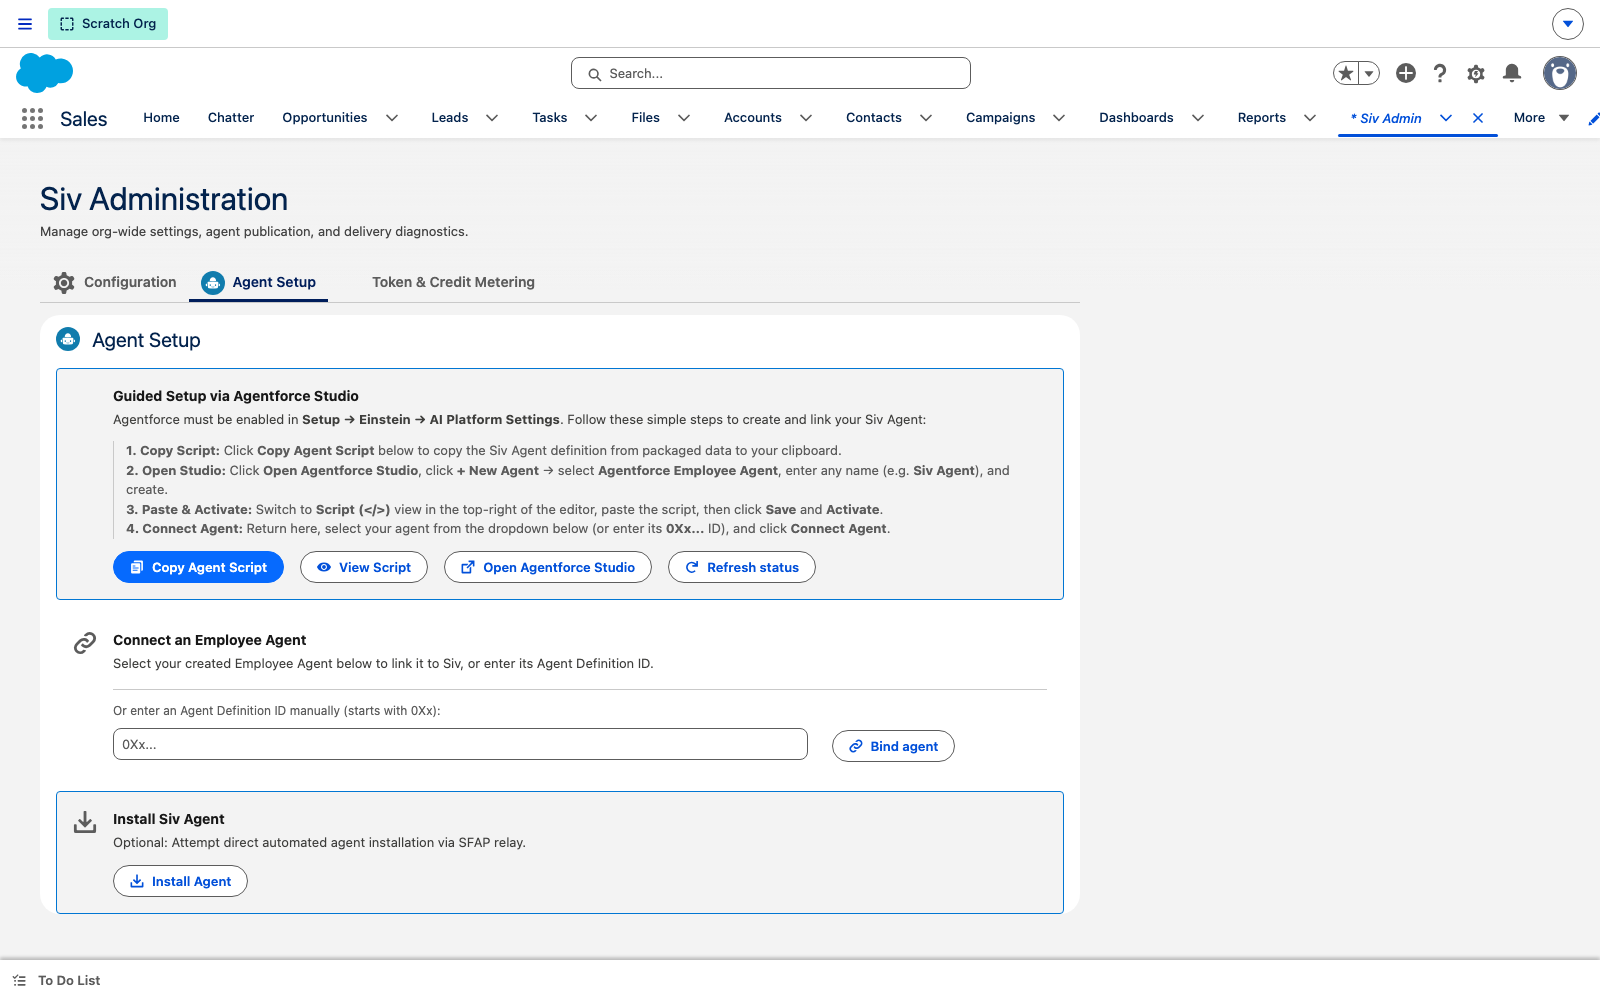 Scratch Org
Search...
Sales
Home
Chatter
Opportunities
Leads
Tasks
Files
Accounts
Contacts
Campaigns
Dashboards
Reports
* Siv Admin
More
Siv Administration
Manage org-wide settings, agent publication, and delivery diagnostics.
Configuration
Agent Setup
Token & Credit Metering
Agent Setup
Guided Setup via Agentforce Studio
Agentforce must be enabled in Setup → Einstein → AI Platform Settings. Follow these simple steps to create and link your Siv Agent:
1. Copy Script: Click Copy Agent Script below to copy the Siv Agent definition from packaged data to your clipboard.
2. Open Studio: Click Open Agentforce Studio, click + New Agent → select Agentforce Employee Agent, enter any name (e.g. Siv Agent), and
create.
3. Paste & Activate: Switch to Script (</>) view in the top-right of the editor, paste the script, then click Save and Activate.
4. Connect Agent: Return here, select your agent from the dropdown below (or enter its 0Xx... ID), and click Connect Agent.
Copy Agent Script
View Script
Open Agentforce Studio
Refresh status
Connect an Employee Agent
Select your created Employee Agent below to link it to Siv, or enter its Agent Definition ID.
Or enter an Agent Definition ID manually (starts with 0Xx):
0Xx...
Bind agent
Install Siv Agent
Optional: Attempt direct automated agent installation via SFAP relay.
Install Agent
To Do List